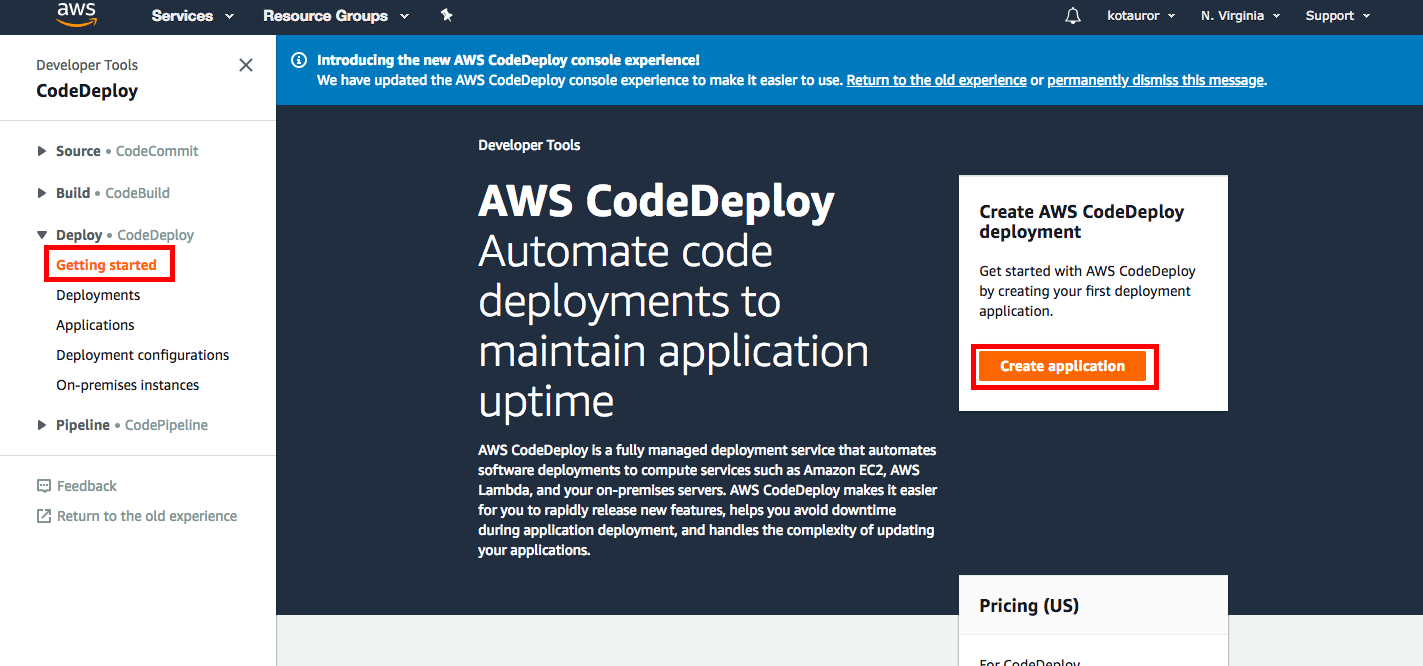 aws
Services
Resource Groups
kotauror
N. Virginia
Support
Developer Tools
CodeDeploy
Source • CodeCommit
Build • CodeBuild
Deploy • CodeDeploy
Getting started
Deployments
Applications
Deployment configurations
On-premises instances
Pipeline • CodePipeline
Feedback
Return to the old experience
Introducing the new AWS CodeDeploy console experience!
We have updated the AWS CodeDeploy console experience to make it easier to use. Return to the old experience or permanently dismiss this message.
Developer Tools
AWS CodeDeploy
Automate code
deployments to
maintain application
uptime
AWS CodeDeploy is a fully managed deployment service that automates
software deployments to compute services such as Amazon EC2, AWS
Lambda, and your on-premises servers. AWS CodeDeploy makes it easier
for you to rapidly release new features, helps you avoid downtime
during application deployment, and handles the complexity of updating
your applications.
Create AWS CodeDeploy
deployment
Get started with AWS CodeDeploy
by creating your first deployment
application.
Create application
Pricing (US)
For CodeDeploy